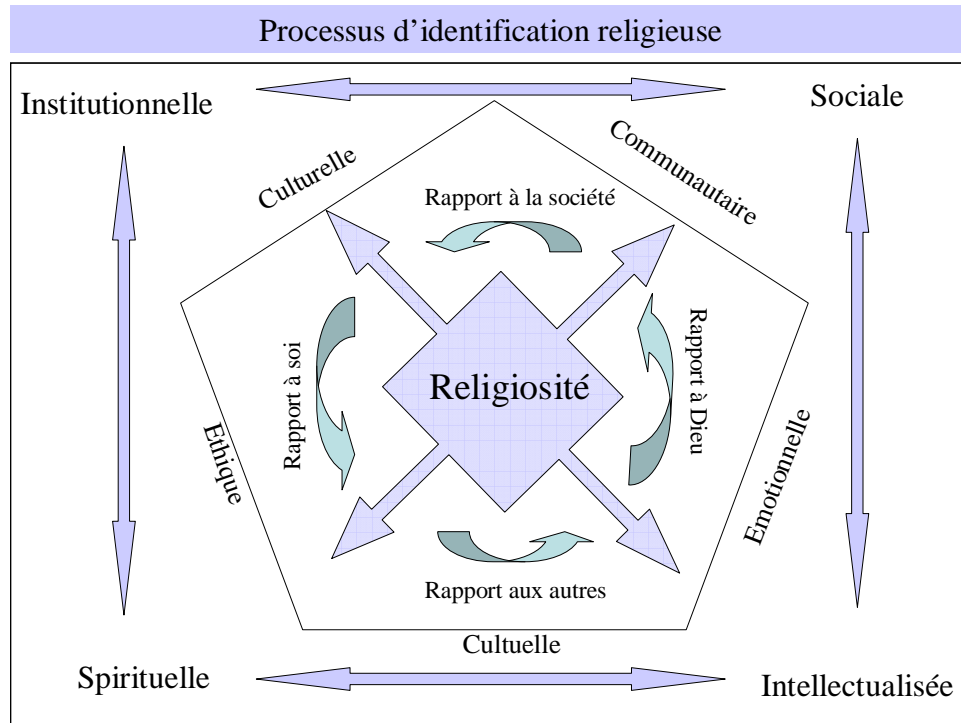 Processus d’identification religieuse
Institutionnelle
Sociale
Culturelle
Communautaire
Rapport à la société
Rapport à soi
Religiosité
Rapport à Dieu
Ethique
Emotionnelle
Rapport aux autres
Cultuelle
Spirituelle
Intellectualisée